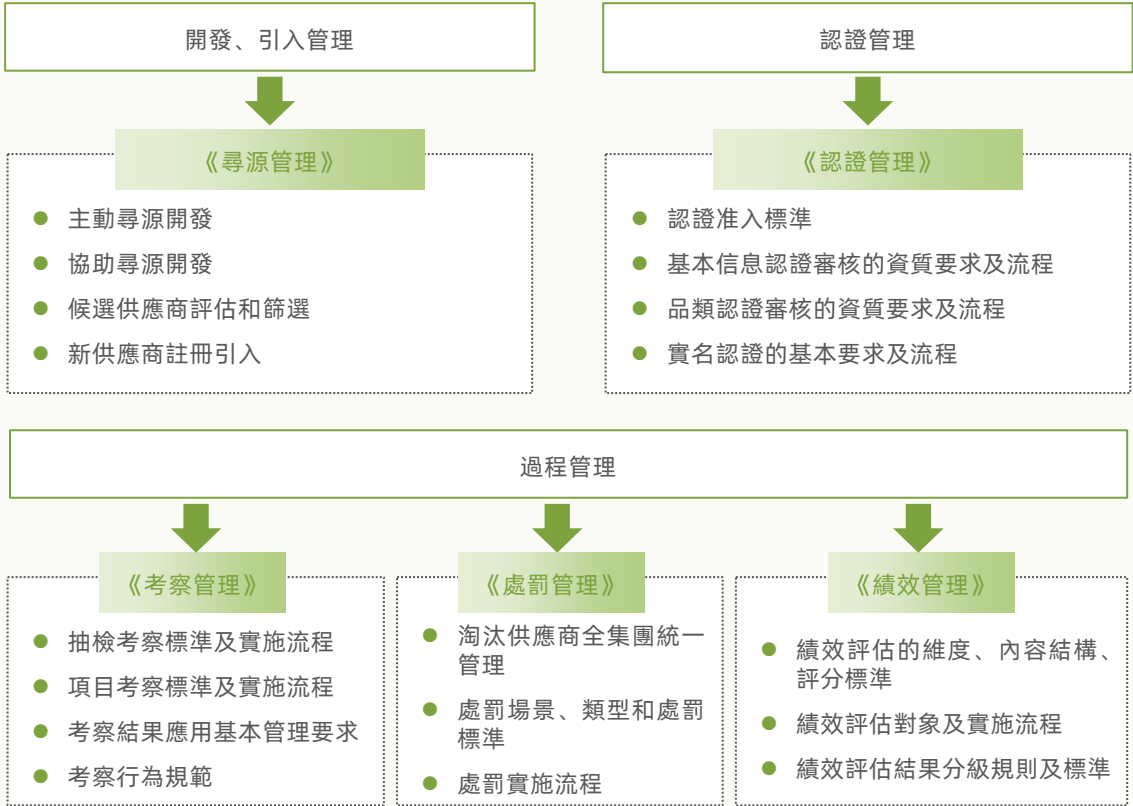 開發、引入管理
《尋源管理》
主動尋源開發
協助尋源開發
候選供應商評估和篩選
新供應商註冊引入
認證管理
《認證管理》
認證准入標準
基本信息認證審核的資質要求及流程
品類認證審核的資質要求及流程
實名認證的基本要求及流程
過程管理
《考察管理》
抽檢考察標準及實施流程
項目考察標準及實施流程
考察結果應用基本管理要求
考察行為規範
《處罰管理》
淘汰供應商全集團統一
管理
處罰場景、類型和處罰
標準
處罰實施流程
《績效管理》
績效評估的維度、內容結構、
評分標準
績效評估對象及實施流程
績效評估結果分級規則及標準